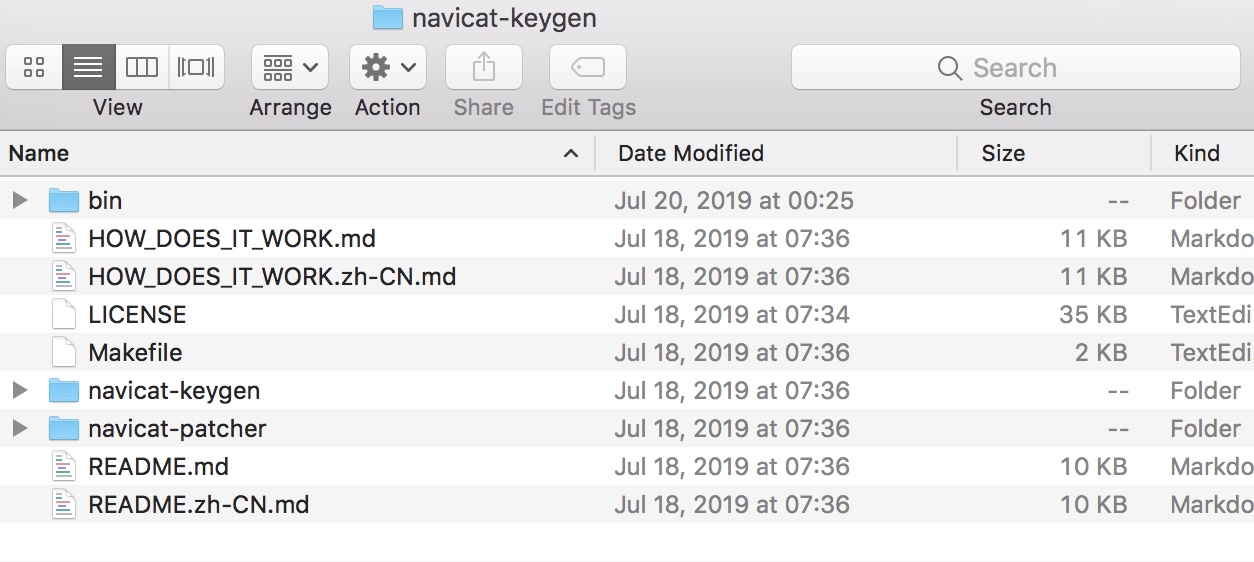 navicat-keygen
Search
View Arrange Action Share Edit Tags Search
Name Date Modified Size Kind
bin Jul 20, 2019 at 00:25 -- Folder
HOW_DOES_IT_WORK.md Jul 18, 2019 at 07:36 11 KB Markdo
HOW_DOES_IT_WORK.zh-CN.md Jul 18, 2019 at 07:36 11 KB Markdo
LICENSE Jul 18, 2019 at 07:34 35 KB TextEdi
Makefile Jul 18, 2019 at 07:36 2 KB TextEdi
navicat-keygen Jul 18, 2019 at 07:36 -- Folder
navicat-patcher Jul 18, 2019 at 07:36 -- Folder
README.md Jul 18, 2019 at 07:36 10 KB Markdo
README.zh-CN.md Jul 18, 2019 at 07:36 10 KB Markdo